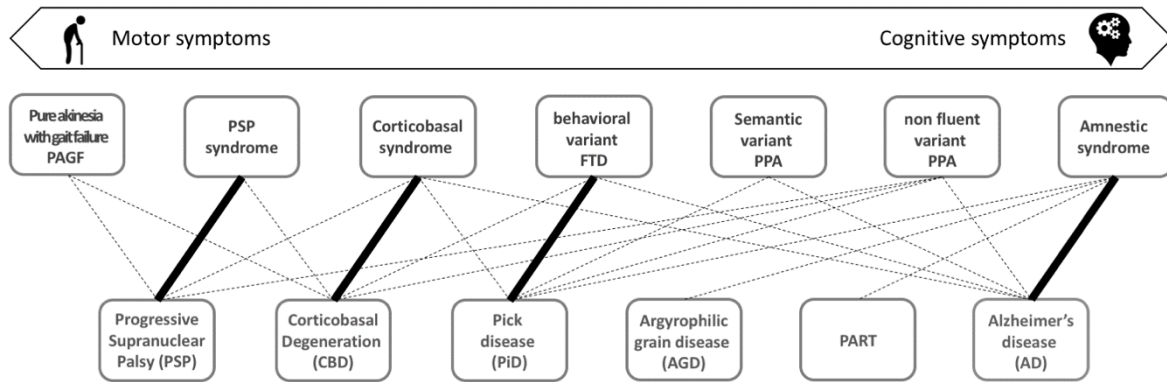 Motor symptoms
Cognitive symptoms
Pure akinesia
with gait failure
PAGF
PSP
syndrome
Corticobasal
syndrome
behavioral
variant
FTD
Semantic
variant
PPA
non fluent
variant
PPA
Amnestic
syndrome
Progressive
Supranuclear
Palsy (PSP)
Corticobasal
Degeneration
(CBD)
Pick
disease
(PiD)
Argyrophilic
grain disease
(AGD)
PART
Alzheimer's
disease
(AD)